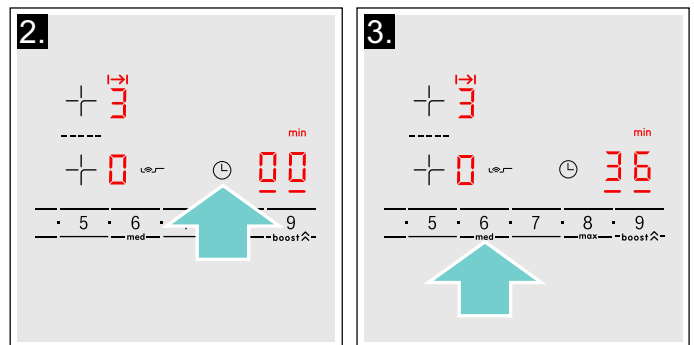 2.
3
min
0
00
· 5 · 6 · 9
med boost
3.
3
min
0
36
· 5 · 6 · 7 · 8 · 9
med max boost